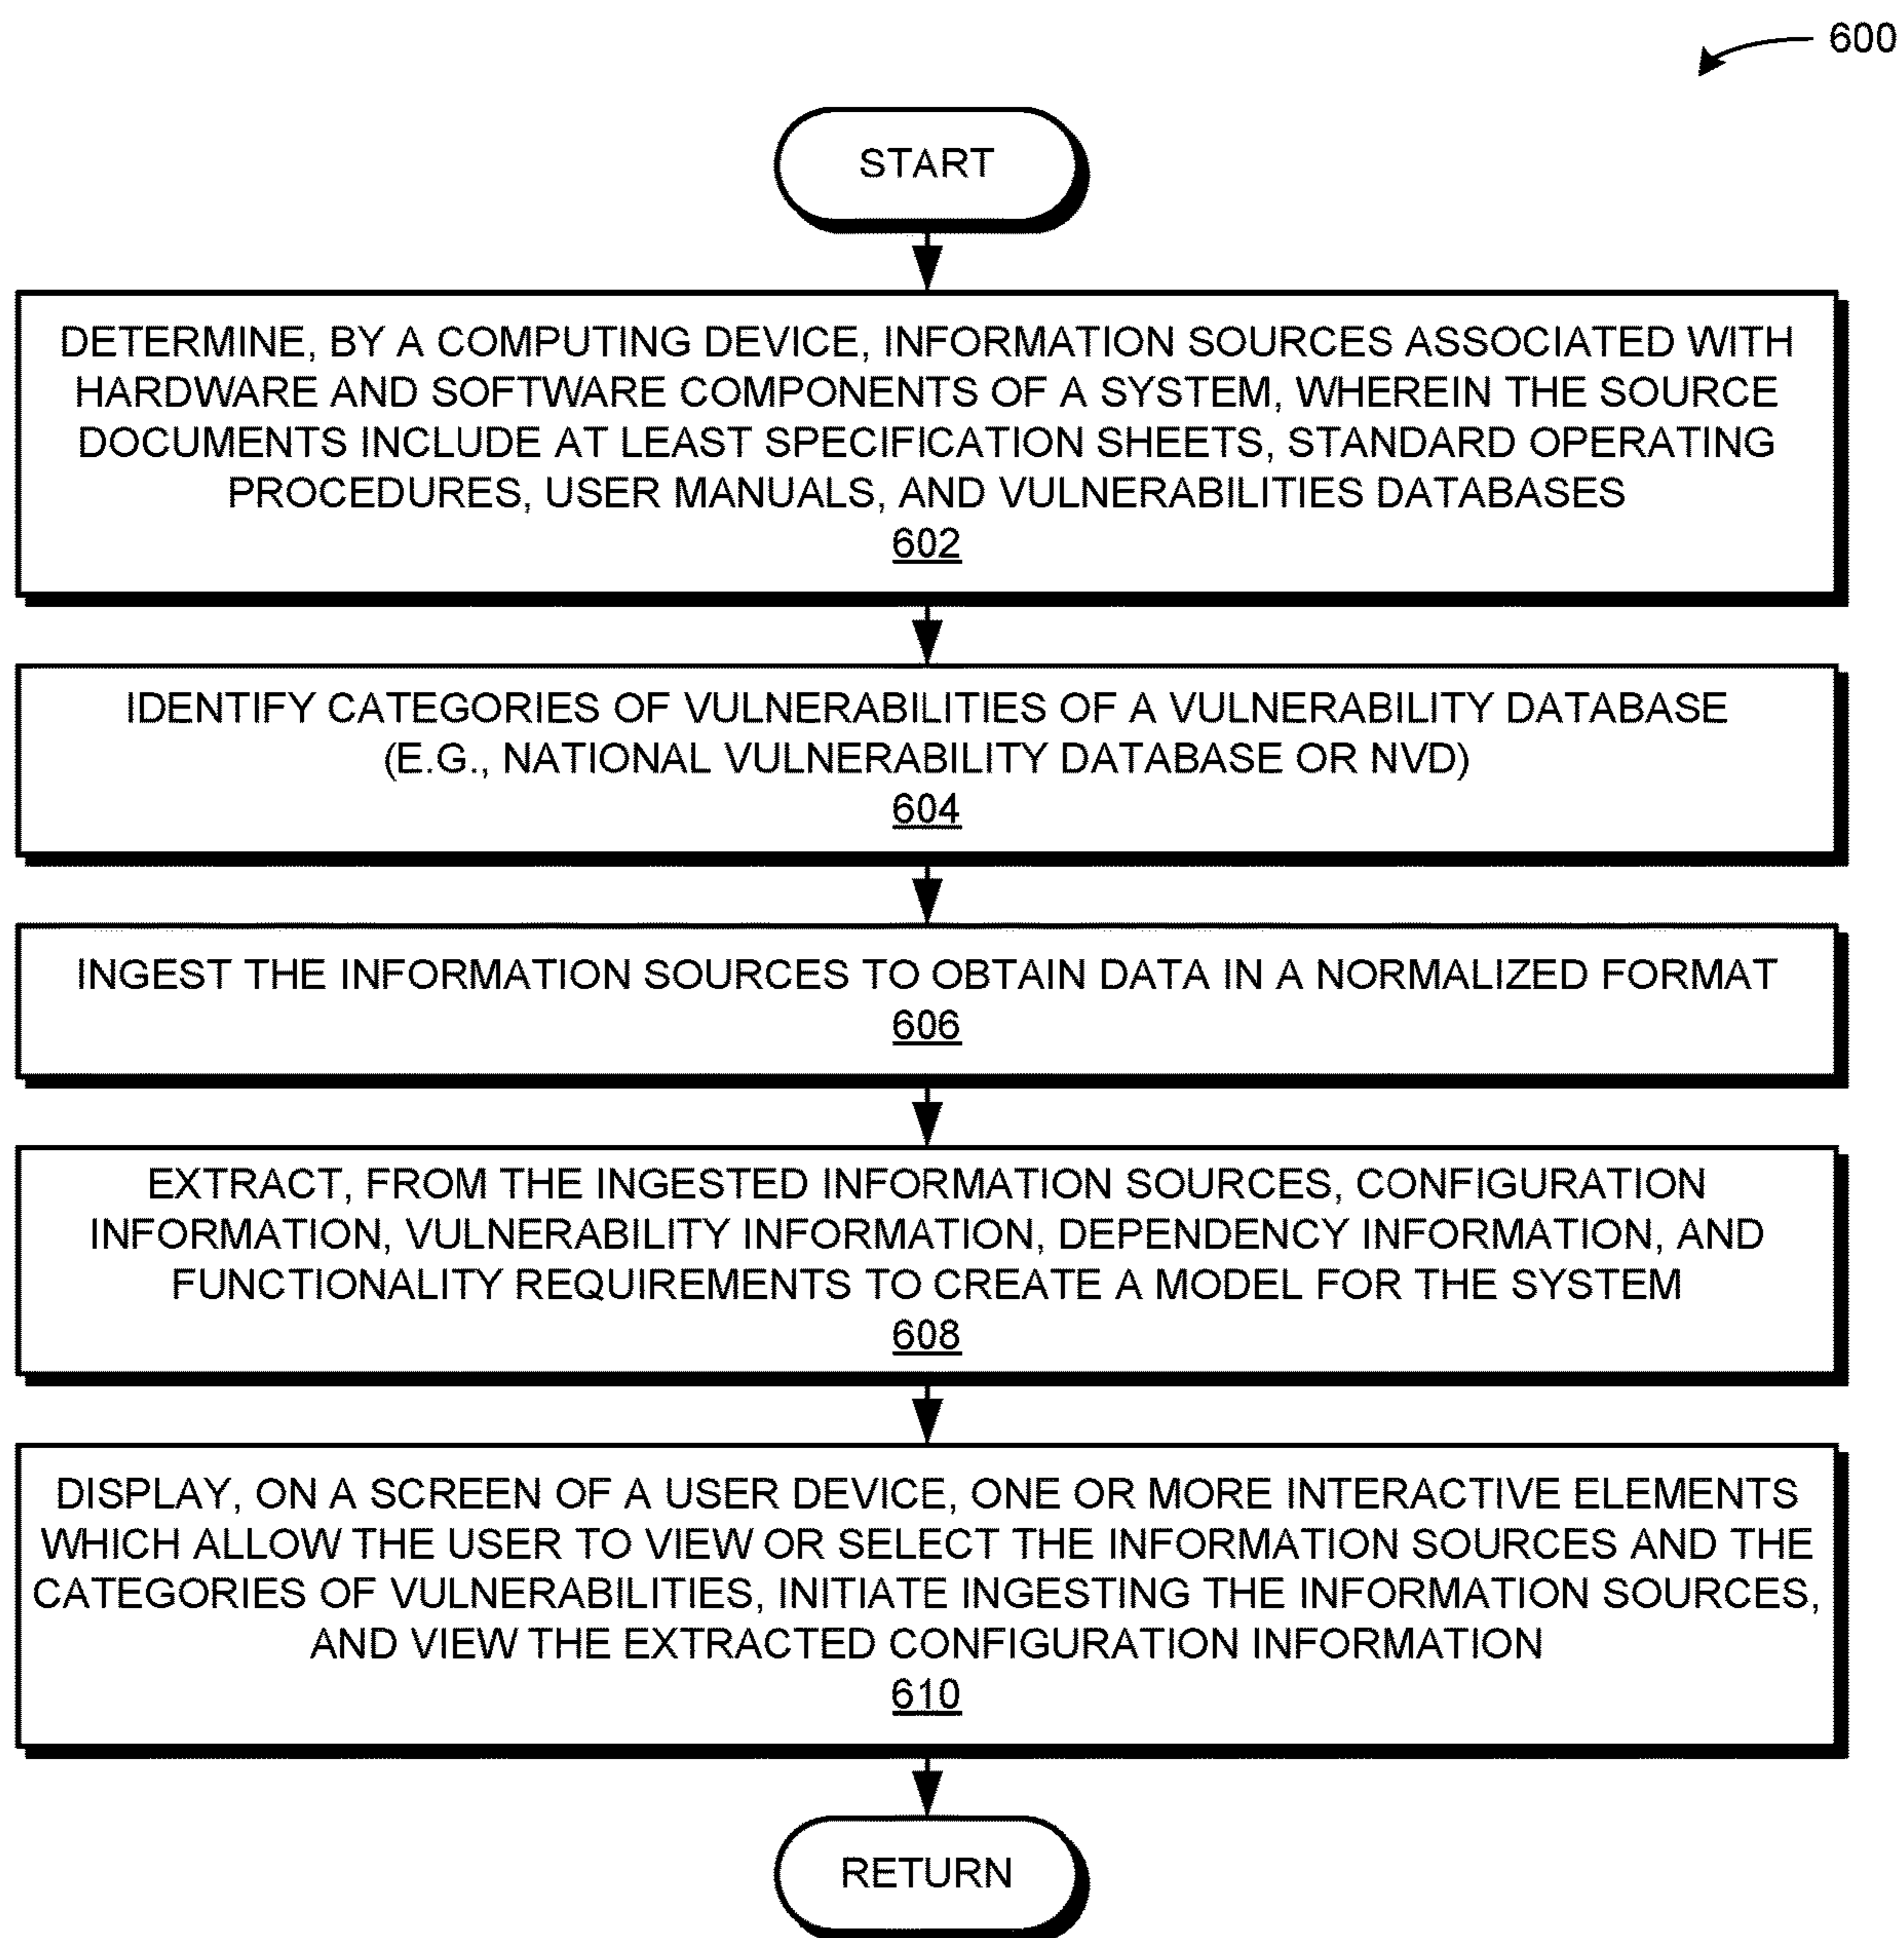 600
START
DETERMINE, BY A COMPUTING DEVICE, INFORMATION SOURCES ASSOCIATED WITH
HARDWARE AND SOFTWARE COMPONENTS OF A SYSTEM, WHEREIN THE SOURCE
DOCUMENTS INCLUDE AT LEAST SPECIFICATION SHEETS, STANDARD OPERATING
PROCEDURES, USER MANUALS, AND VULNERABILITIES DATABASES
602
IDENTIFY CATEGORIES OF VULNERABILITIES OF A VULNERABILITY DATABASE
(E.G., NATIONAL VULNERABILITY DATABASE OR NVD)
604
INGEST THE INFORMATION SOURCES TO OBTAIN DATA IN A NORMALIZED FORMAT
606
EXTRACT, FROM THE INGESTED INFORMATION SOURCES, CONFIGURATION
INFORMATION, VULNERABILITY INFORMATION, DEPENDENCY INFORMATION, AND
FUNCTIONALITY REQUIREMENTS TO CREATE A MODEL FOR THE SYSTEM
608
DISPLAY, ON A SCREEN OF A USER DEVICE, ONE OR MORE INTERACTIVE ELEMENTS
WHICH ALLOW THE USER TO VIEW OR SELECT THE INFORMATION SOURCES AND THE
CATEGORIES OF VULNERABILITIES, INITIATE INGESTING THE INFORMATION SOURCES,
AND VIEW THE EXTRACTED CONFIGURATION INFORMATION
610
RETURN